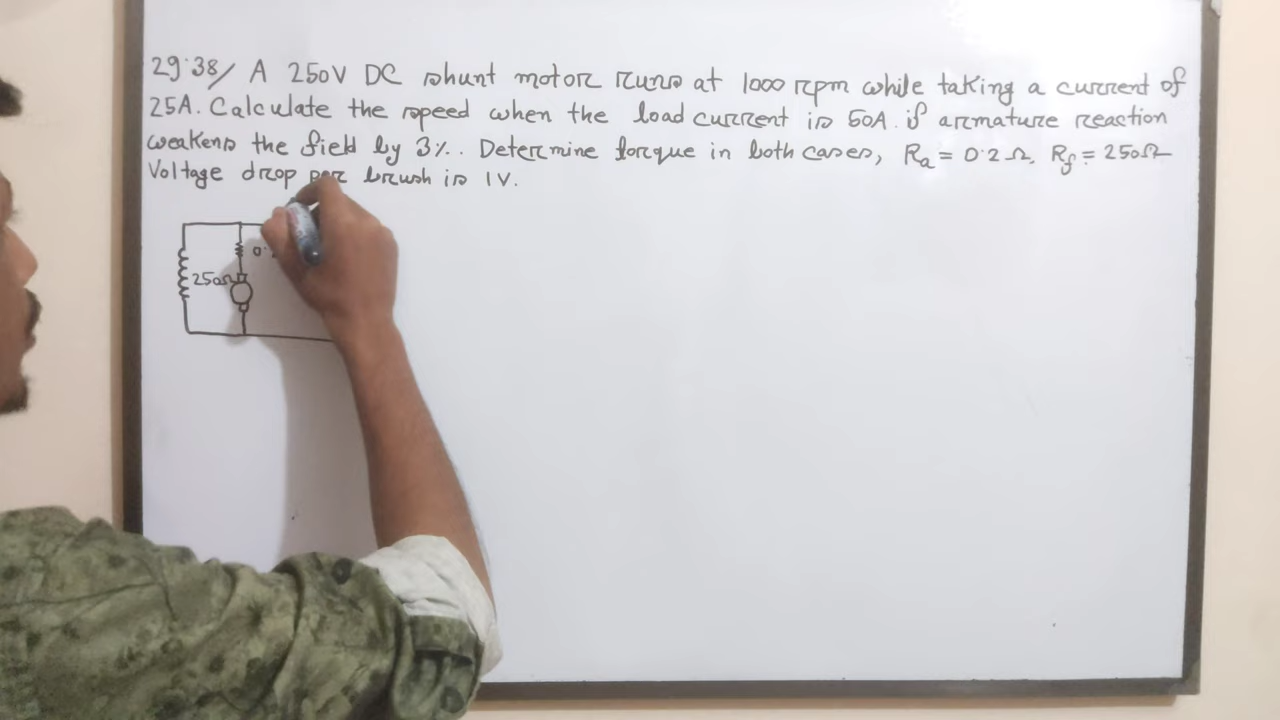 29.38/ A 250V DC shunt motor runs at 1000 rpm while taking a current of
25A. Calculate the speed when the load current is 50A. if armature reaction
weakens the field by 3%. Determine torque in both cases, Ra = 0.2Ω, Rf = 250Ω
Voltage drop per brush is 1V.
250Ω